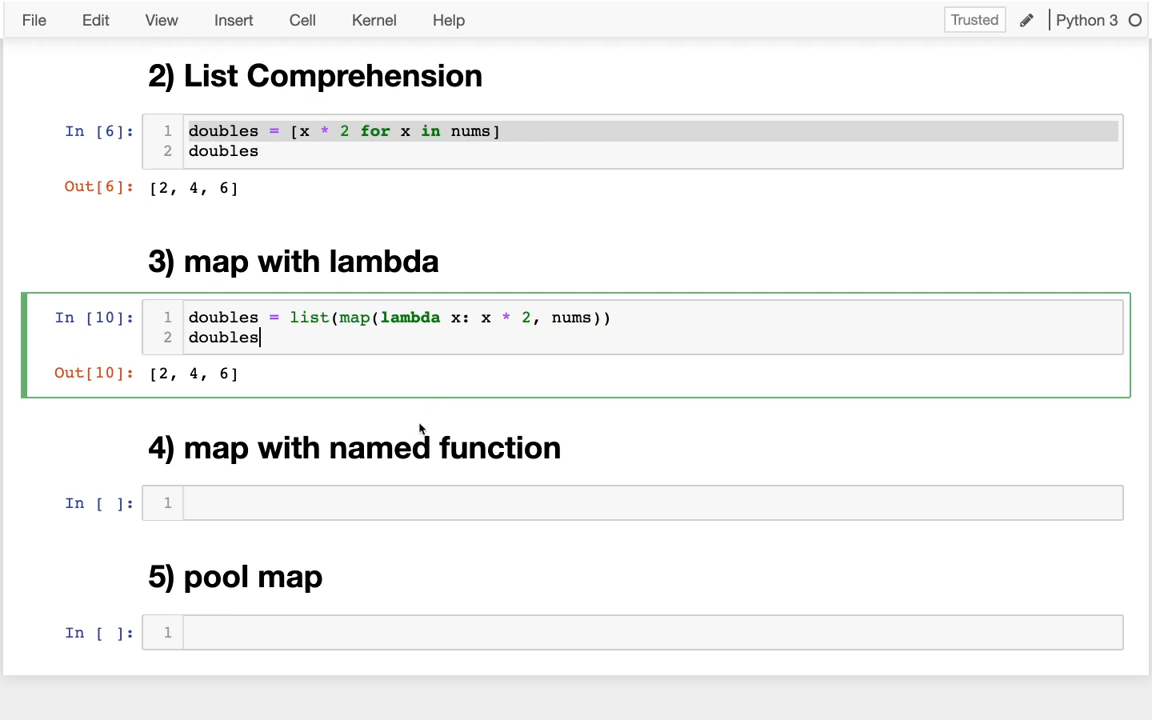 File Edit View Insert Cell Kernel Help Trusted Python 3
2) List Comprehension
In [6]: 1 doubles = [x * 2 for x in nums]
2 doubles
Out[6]: [2, 4, 6]
3) map with lambda
In [10]: 1 doubles = list(map(lambda x: x * 2, nums))
2 doubles
Out[10]: [2, 4, 6]
4) map with named function
In [ ]: 1
5) pool map
In [ ]: 1